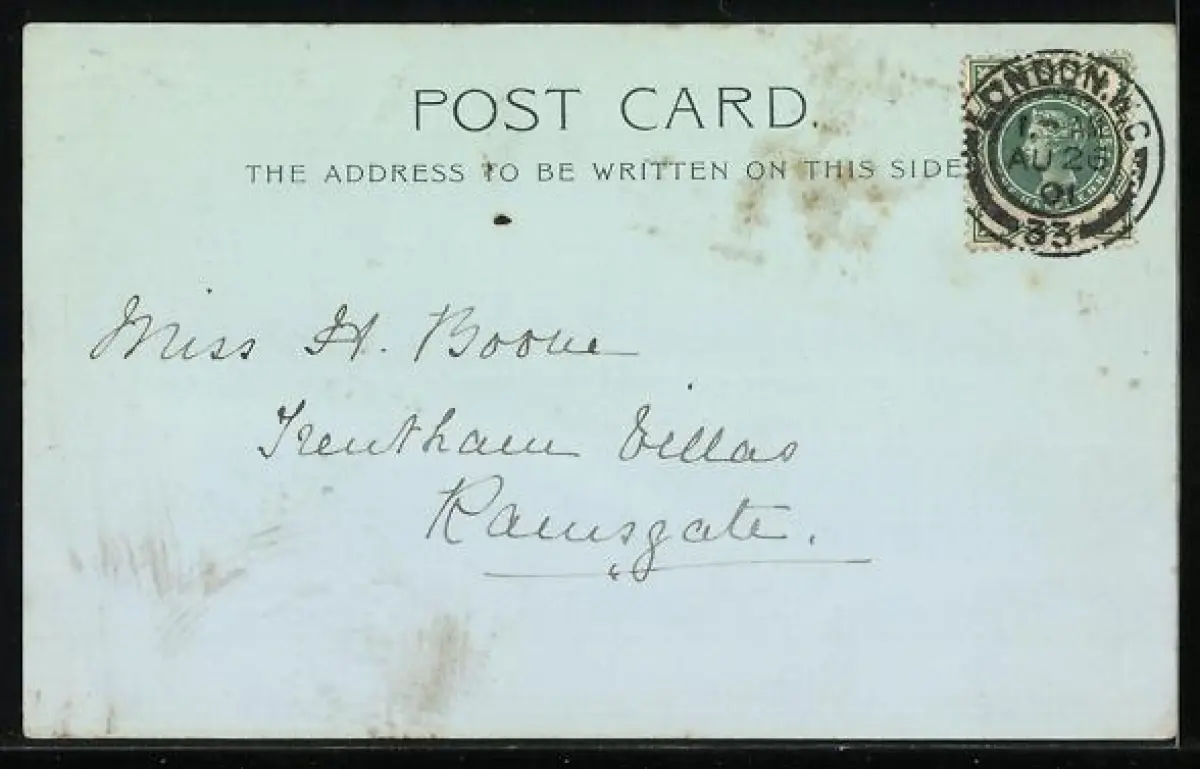 POST CARD.
THE ADDRESS TO BE WRITTEN ON THIS SIDE
LONDON.W.C
AU 26
01
33
Miss H. Boone
Trentham Villas
Ramsgate.